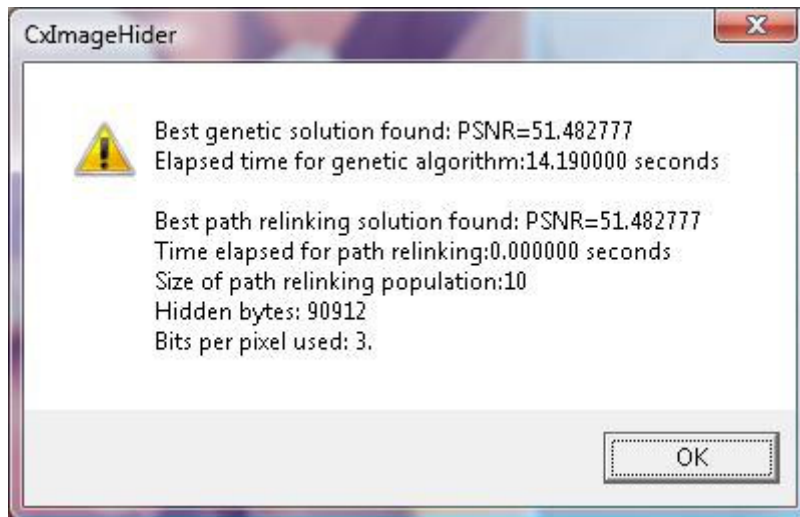 CxImageHider
Best genetic solution found: PSNR=51.482777
Elapsed time for genetic algorithm:14.190000 seconds
Best path relinking solution found: PSNR=51.482777
Time elapsed for path relinking:0.000000 seconds
Size of path relinking population:10
Hidden bytes: 90912
Bits per pixel used: 3.
OK